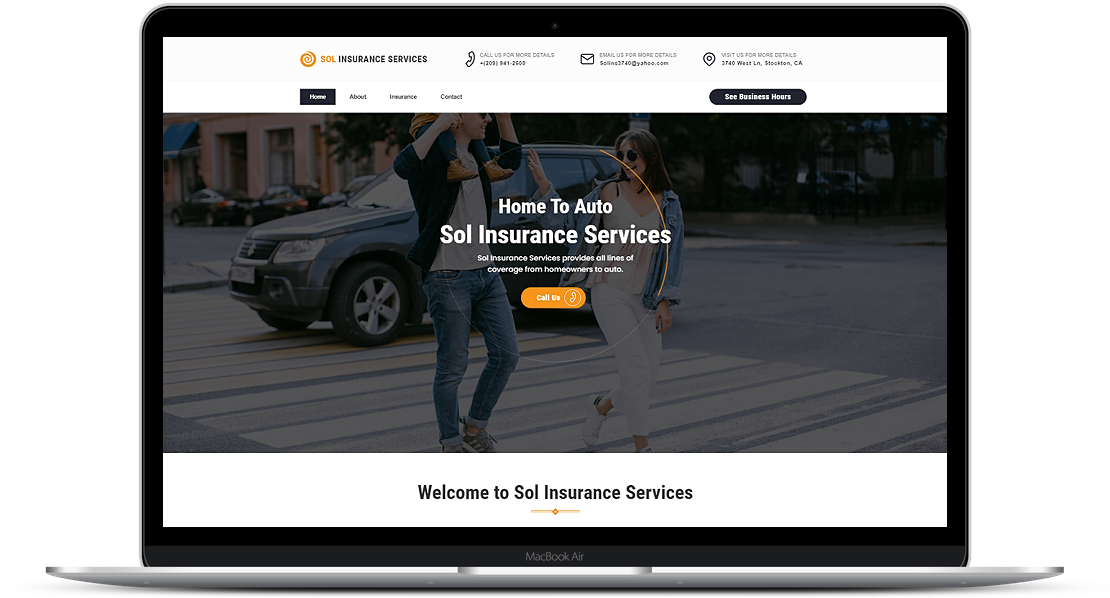 SOL INSURANCE SERVICES
CALL US FOR MORE DETAILS
+(209) 941-2600
EMAIL US FOR MORE DETAILS
Solins3740@yahoo.com
VISIT US FOR MORE DETAILS
3740 West Ln, Stockton, CA
Home About Insurance Contact
See Business Hours
Home To Auto
Sol Insurance Services
Sol Insurance Services provides all lines of
coverage from homeowners to auto.
Call Us
Welcome to Sol Insurance Services
MacBook Air